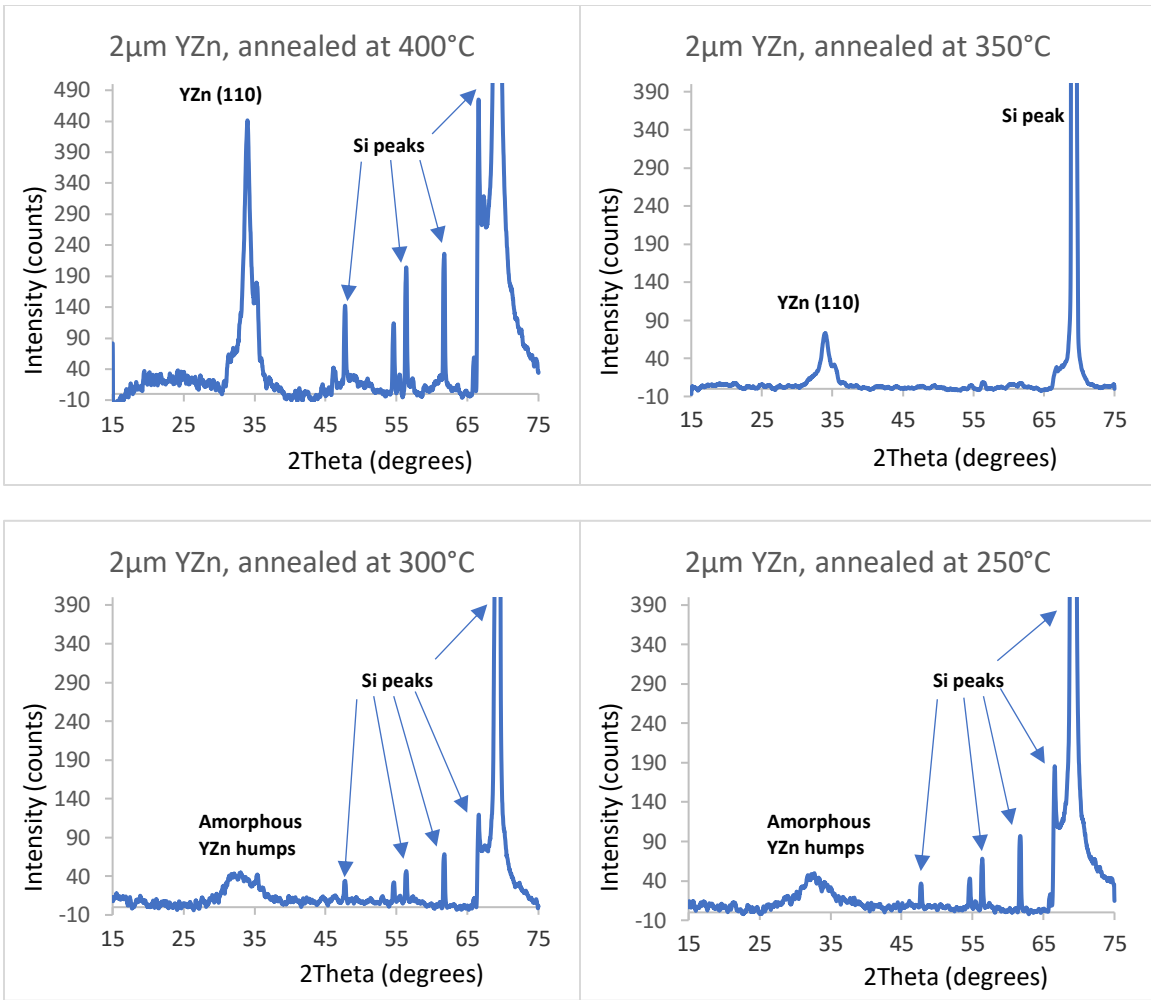 2µm YZn, annealed at 400°C
YZn (110)
Si peaks
Intensity (counts)
490
440
390
340
290
240
190
140
90
40
-10
15 25 35 45 55 65 75
2Theta (degrees)
2µm YZn, annealed at 350°C
Si peak
YZn (110)
Intensity (counts)
390
340
290
240
190
140
90
40
-10
15 25 35 45 55 65 75
2Theta (degrees)
2µm YZn, annealed at 300°C
Si peaks
Amorphous
YZn humps
Intensity (counts)
390
340
290
240
190
140
90
40
-10
15 25 35 45 55 65 75
2Theta (degrees)
2µm YZn, annealed at 250°C
Si peaks
Amorphous
YZn humps
Intensity (counts)
390
340
290
240
190
140
90
40
-10
15 25 35 45 55 65 75
2Theta (degrees)